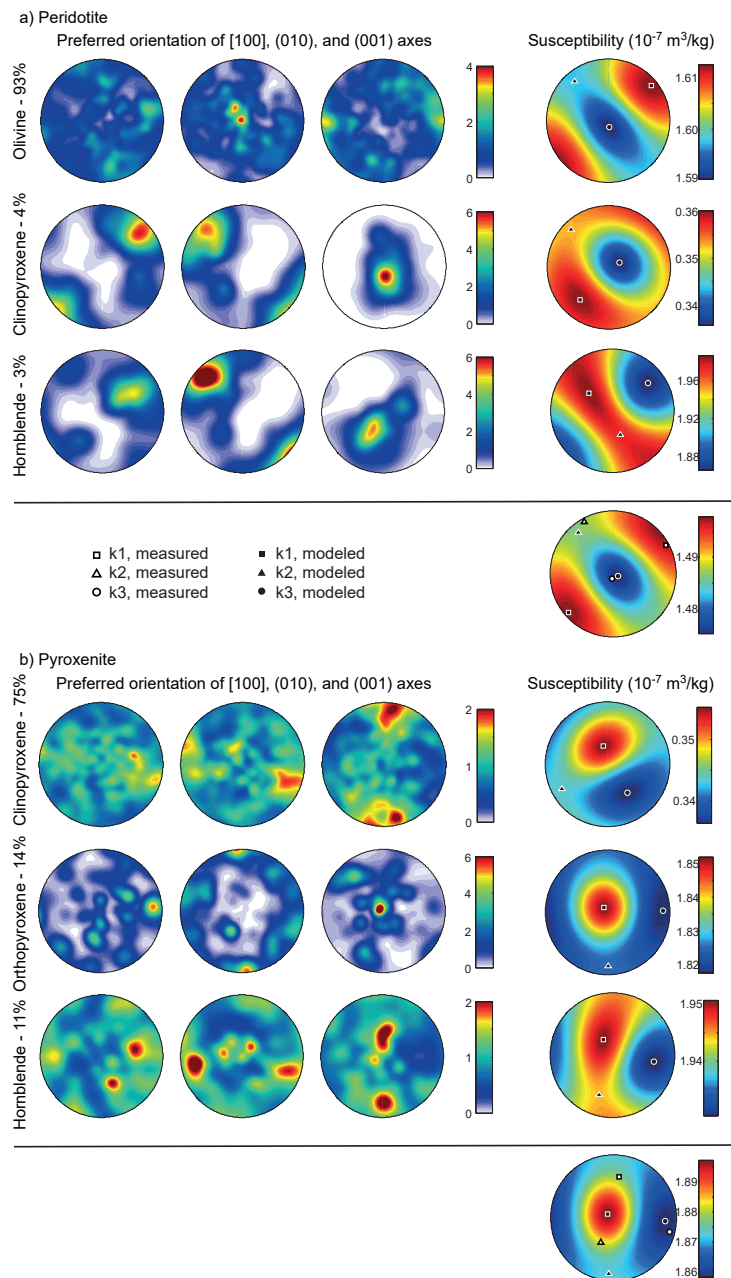 a) Peridotite
Preferred orientation of [100], (010), and (001) axes
Susceptibility (10⁻⁷ m³/kg)
Olivine - 93%
4
2
0
1.61
1.60
1.59
Clinopyroxene - 4%
6
4
2
0
0.36
0.35
0.34
Hornblende - 3%
6
4
2
0
1.96
1.92
1.88
k1, measured
k1, modeled
k2, measured
k2, modeled
k3, measured
k3, modeled
1.49
1.48
b) Pyroxenite
Preferred orientation of [100], (010), and (001) axes
Susceptibility (10⁻⁷ m³/kg)
Clinopyroxene - 75%
2
1
0
0.35
0.34
Orthopyroxene - 14%
6
4
2
0
1.85
1.84
1.83
1.82
Hornblende - 11%
2
1
0
1.95
1.94
1.89
1.88
1.87
1.86